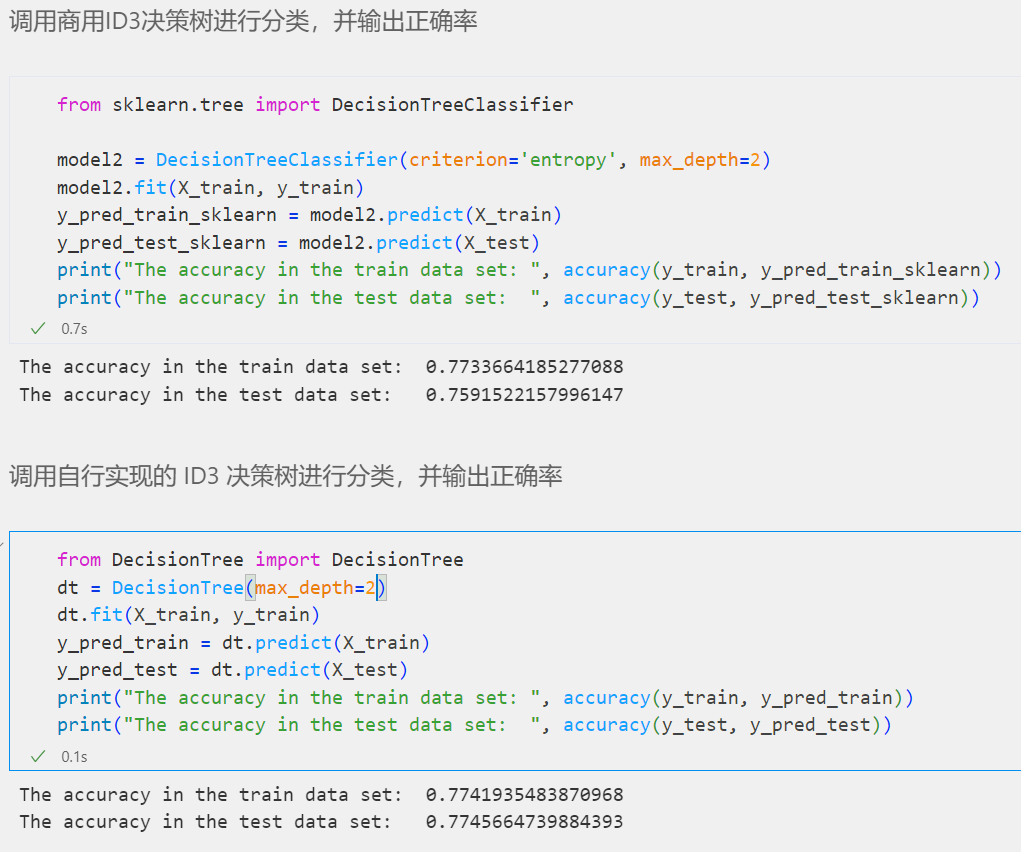 调用商用ID3决策树进行分类，并输出正确率
from sklearn.tree import DecisionTreeClassifier
model2 = DecisionTreeClassifier(criterion='entropy', max_depth=2)
model2.fit(X_train, y_train)
y_pred_train_sklearn = model2.predict(X_train)
y_pred_test_sklearn = model2.predict(X_test)
print("The accuracy in the train data set: ", accuracy(y_train, y_pred_train_sklearn))
print("The accuracy in the test data set:  ", accuracy(y_test, y_pred_test_sklearn))
0.7s
The accuracy in the train data set:  0.7733664185277088
The accuracy in the test data set:   0.7591522157996147
调用自行实现的 ID3 决策树进行分类，并输出正确率
from DecisionTree import DecisionTree
dt = DecisionTree(max_depth=2)
dt.fit(X_train, y_train)
y_pred_train = dt.predict(X_train)
y_pred_test = dt.predict(X_test)
print("The accuracy in the train data set: ", accuracy(y_train, y_pred_train))
print("The accuracy in the test data set:  ", accuracy(y_test, y_pred_test))
0.1s
The accuracy in the train data set:  0.7741935483870968
The accuracy in the test data set:   0.7745664739884393